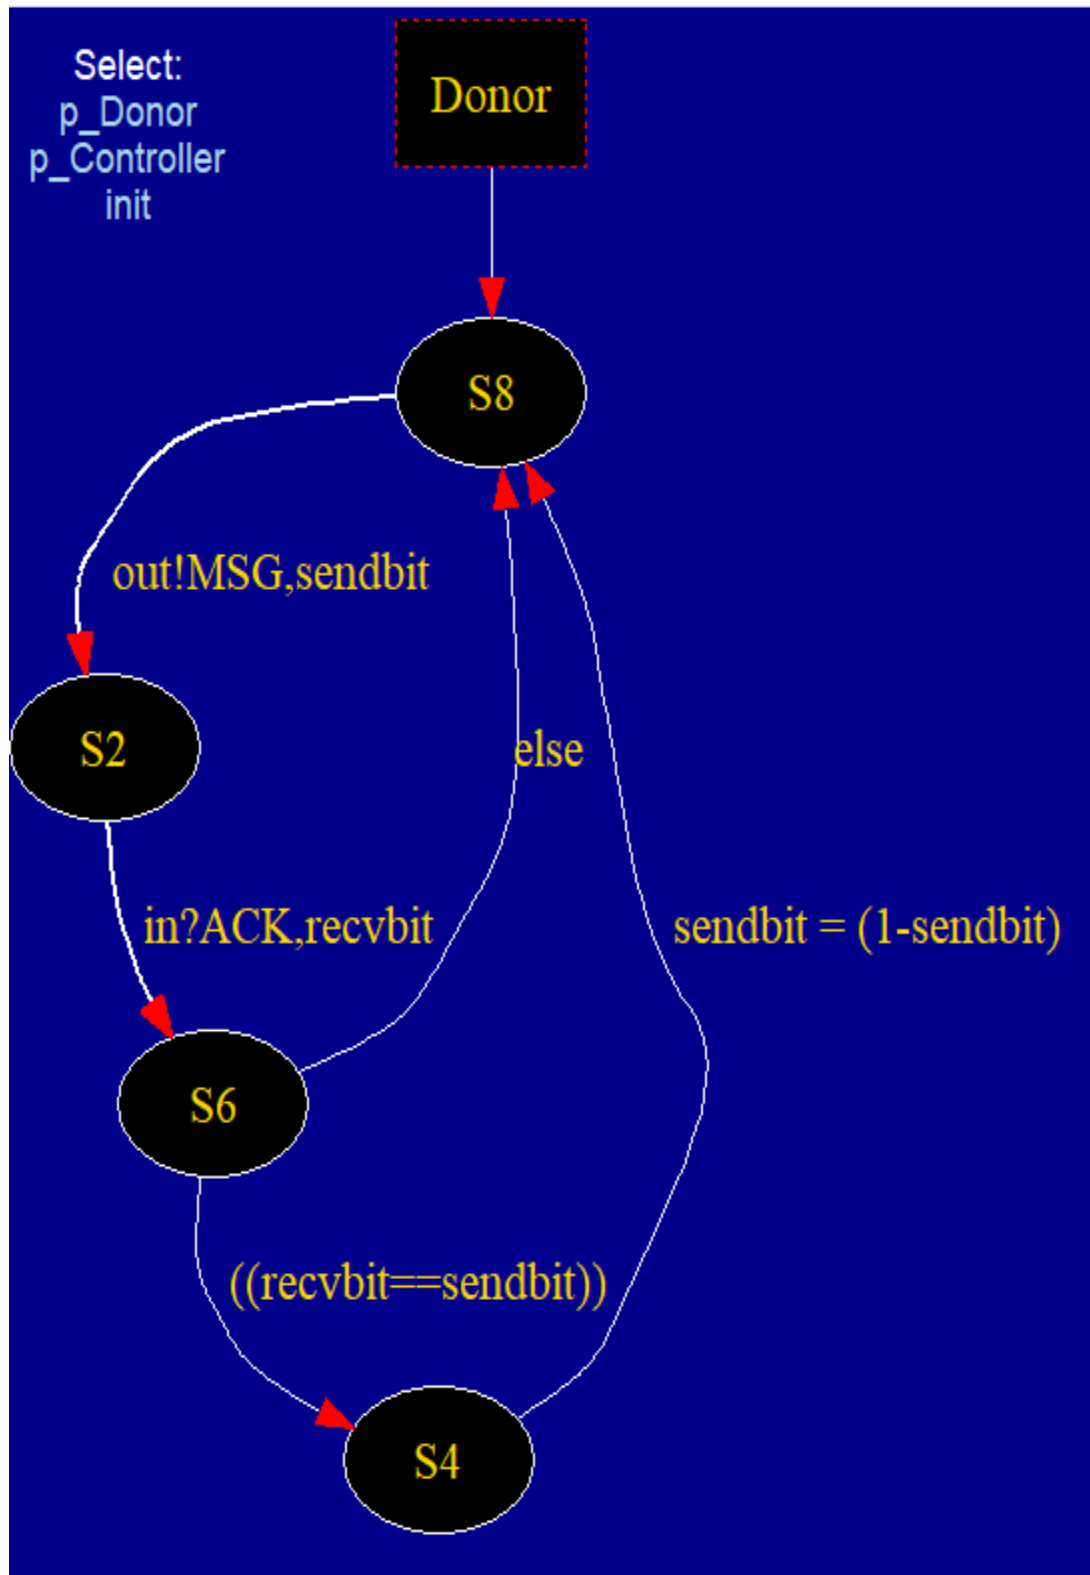 Select:
p_Donor
p_Controller
init
Donor
S8
out!MSG,sendbit
S2
else
in?ACK,recvbit
sendbit = (1-sendbit)
S6
((recvbit==sendbit))
S4